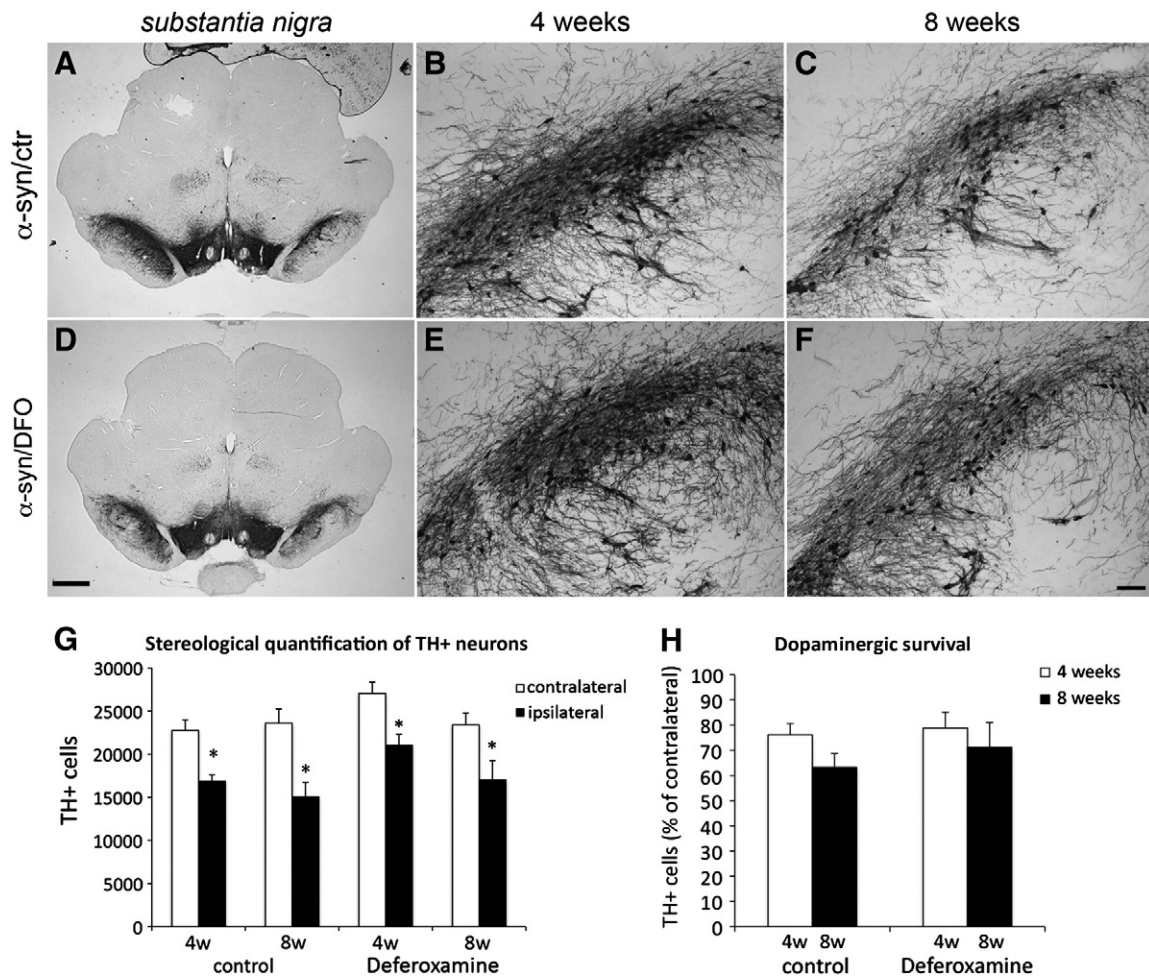 substantia nigra 4 weeks 8 weeks
α-syn/ctr
A B C
α-syn/DFO
D E F
G Stereological quantification of TH+ neurons
TH+ cells
30000
25000
20000
15000
10000
5000
0
contralateral
ipsilateral
* * * *
4w 8w 4w 8w
control Deferoxamine
H Dopaminergic survival
TH+ cells (% of contralateral)
100
90
80
70
60
50
40
30
20
10
0
4 weeks
8 weeks
4w 8w 4w 8w
control Deferoxamine